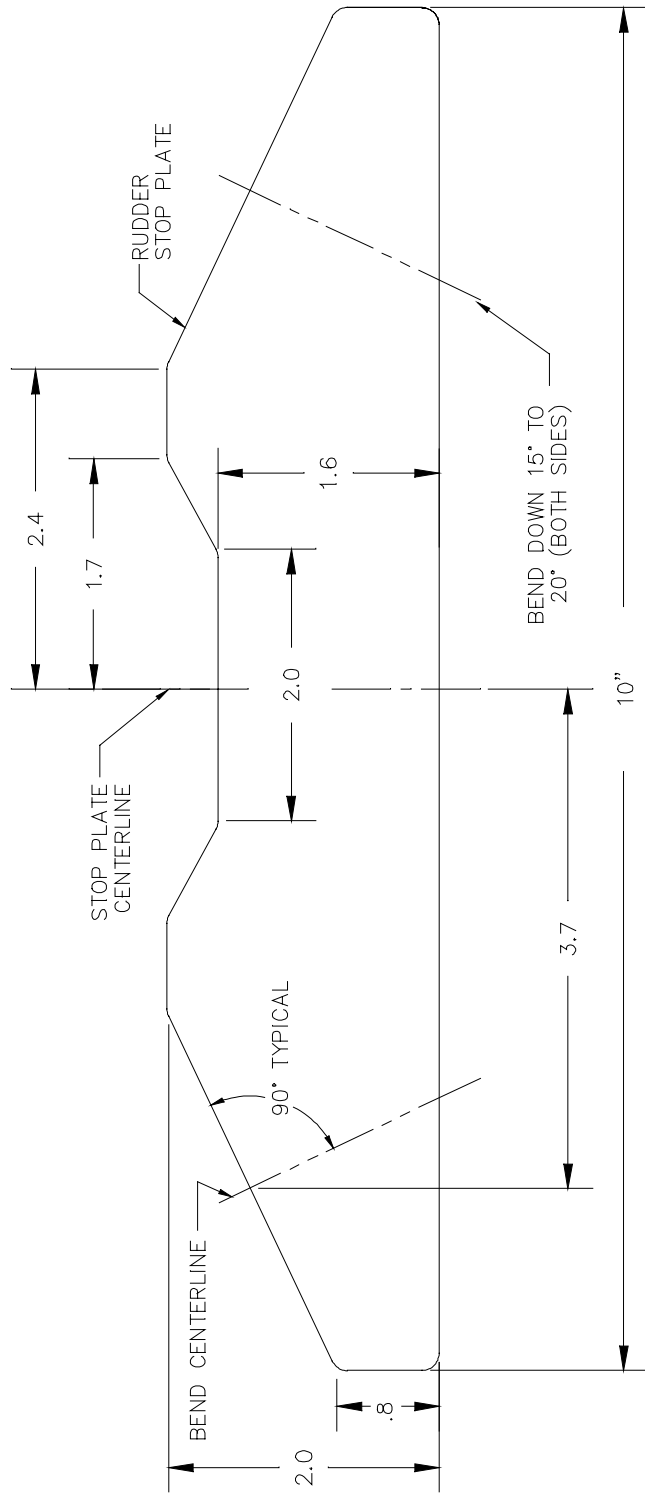 2.4
1.7
STOP PLATE
CENTERLINE
RUDDER
STOP PLATE
BEND CENTERLINE
90° TYPICAL
2.0
1.6
2.0
.8
3.7
BEND DOWN 15° TO
20° (BOTH SIDES)
10”